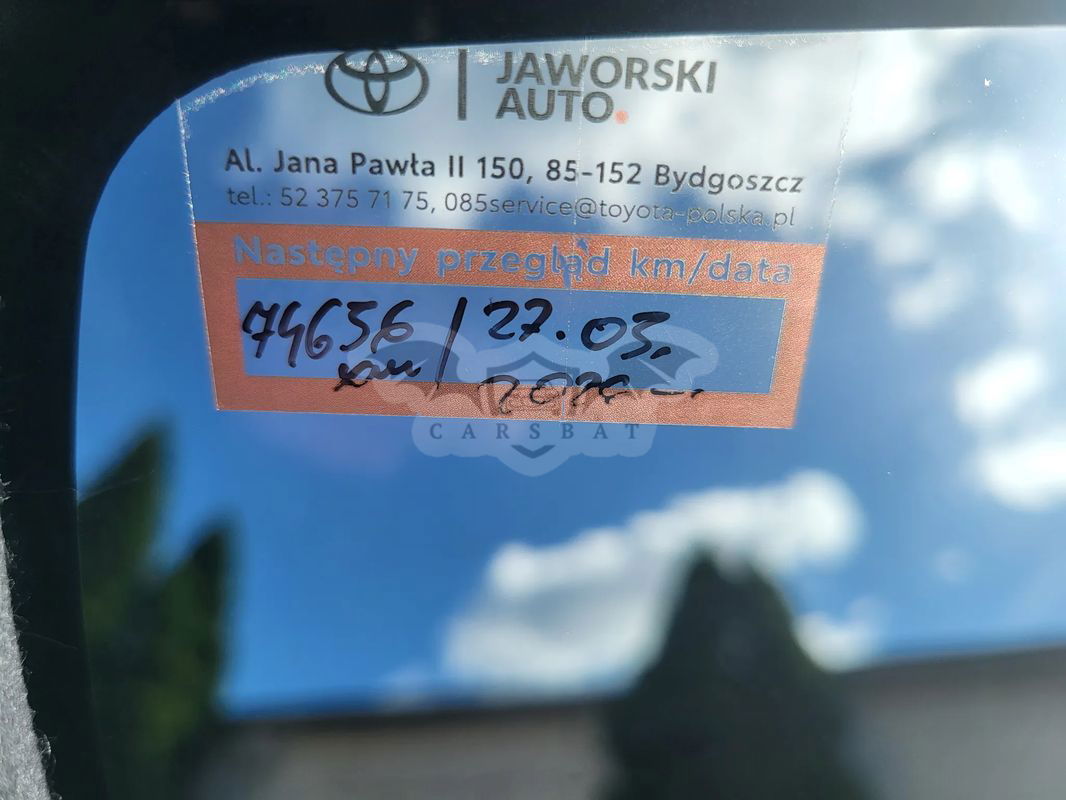 JAWORSKI
AUTO.
Al. Jana Pawła II 150, 85-152 Bydgoszcz
tel.: 52 375 71 75, 085service@toyota-polska.pl
Następny przegląd km/data
74656 / 27.03.
km 2026
CARSBAT